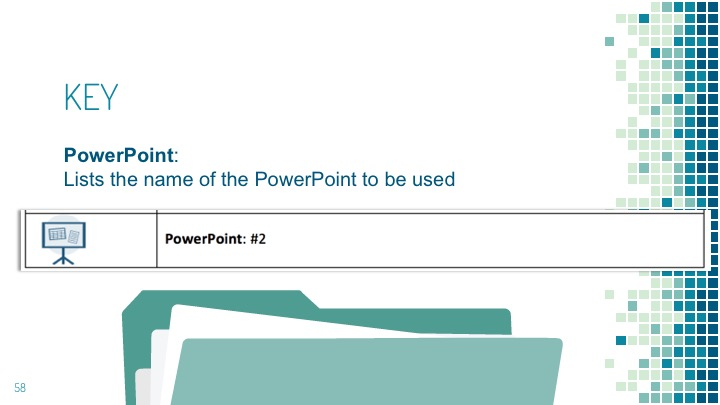 KEY
PowerPoint:
Lists the name of the PowerPoint to be used
PowerPoint: #2
58